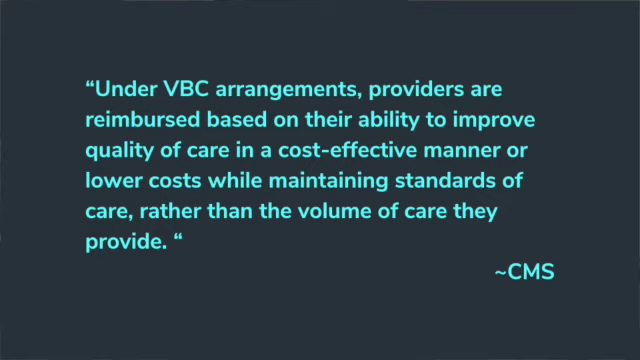 “Under VBC arrangements, providers are
reimbursed based on their ability to improve
quality of care in a cost-effective manner or
lower costs while maintaining standards of
care, rather than the volume of care they
provide. “
~CMS